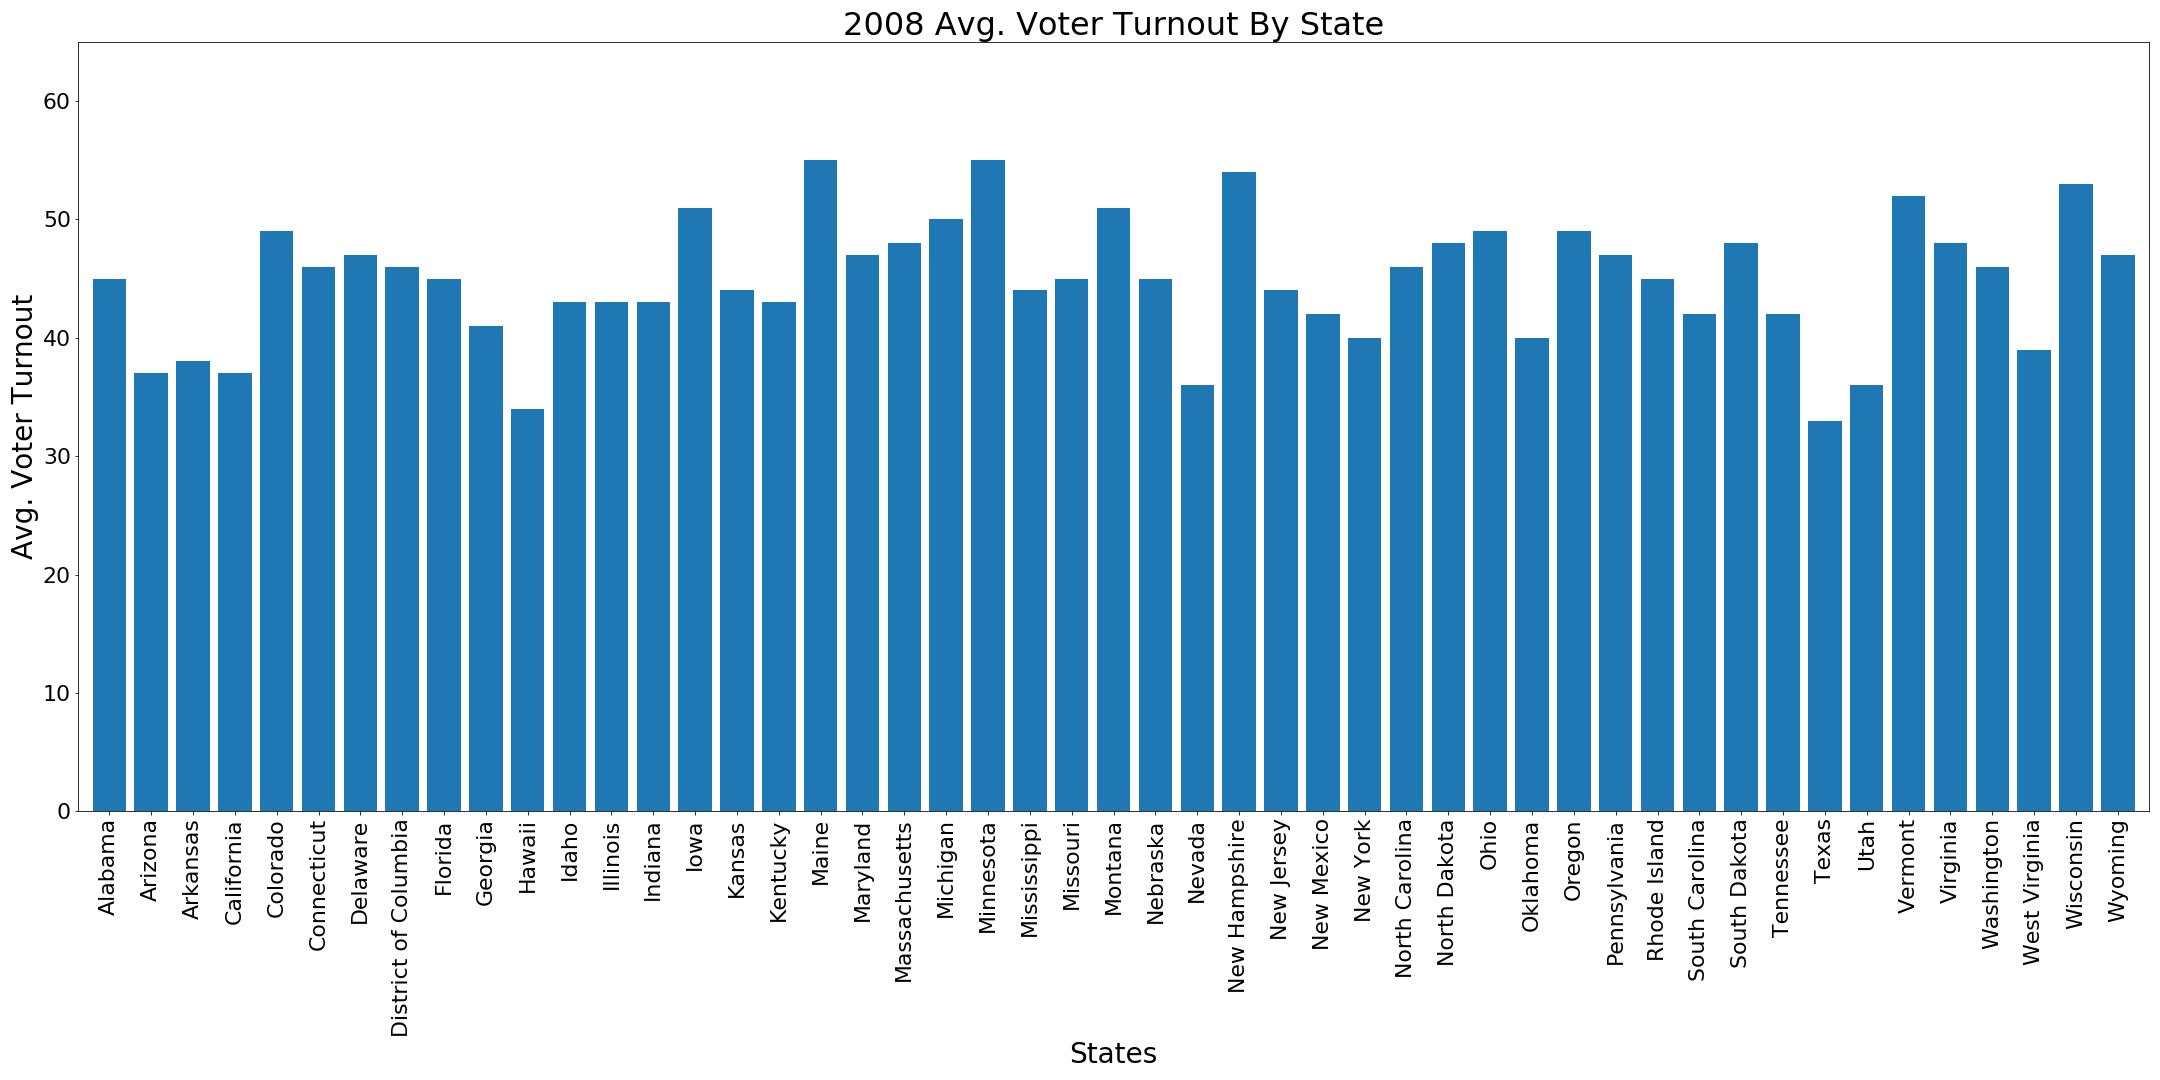 2008 Avg. Voter Turnout By State
Avg. Voter Turnout
60
50
40
30
20
10
0
Alabama
Arizona
Arkansas
California
Colorado
Connecticut
Delaware
District of Columbia
Florida
Georgia
Hawaii
Idaho
Illinois
Indiana
Iowa
Kansas
Kentucky
Maine
Maryland
Massachusetts
Michigan
Minnesota
Mississippi
Missouri
Montana
Nebraska
Nevada
New Hampshire
New Jersey
New Mexico
New York
North Carolina
North Dakota
Ohio
Oklahoma
Oregon
Pennsylvania
Rhode Island
South Carolina
South Dakota
Tennessee
Texas
Utah
Vermont
Virginia
Washington
West Virginia
Wisconsin
Wyoming
States